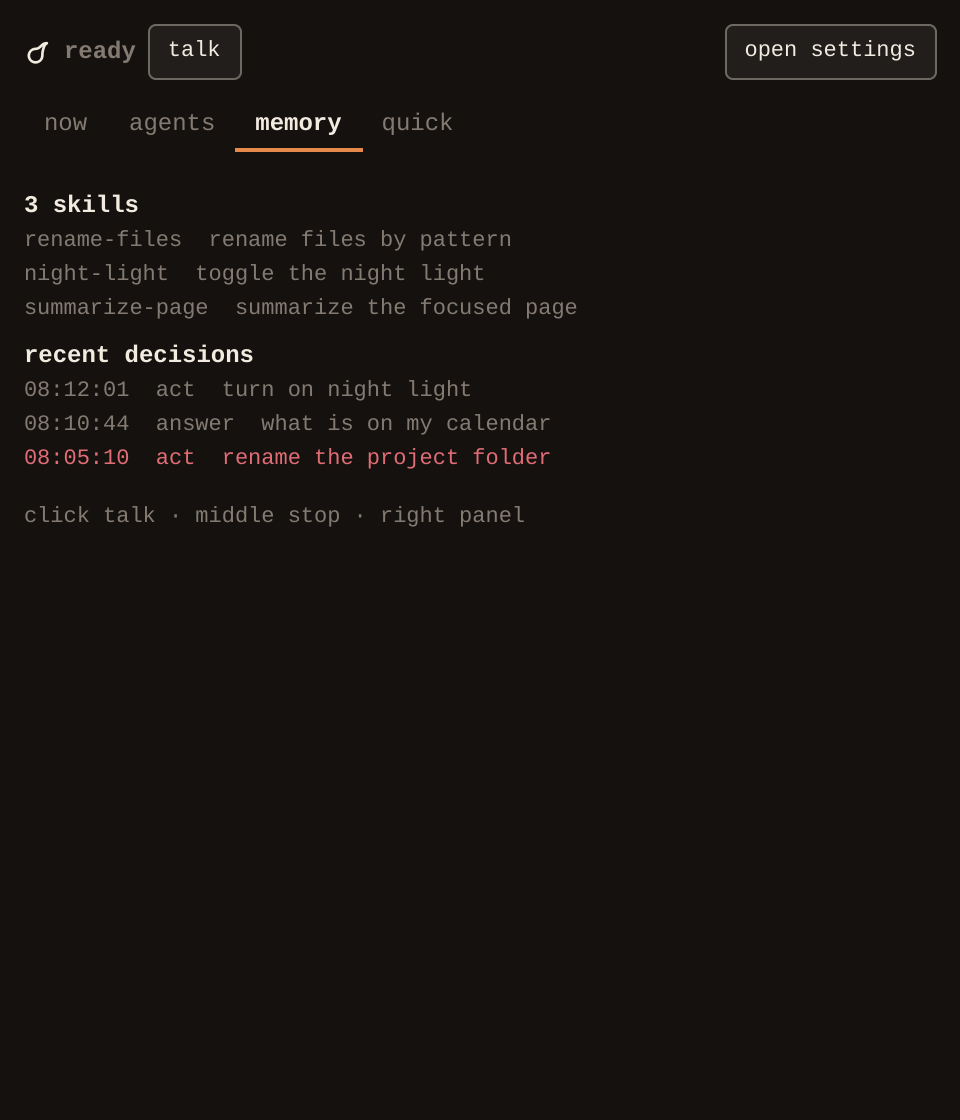 ready talk open settings
now agents memory quick
3 skills
rename-files rename files by pattern
night-light toggle the night light
summarize-page summarize the focused page
recent decisions
08:12:01 act turn on night light
08:10:44 answer what is on my calendar
08:05:10 act rename the project folder
click talk · middle stop · right panel